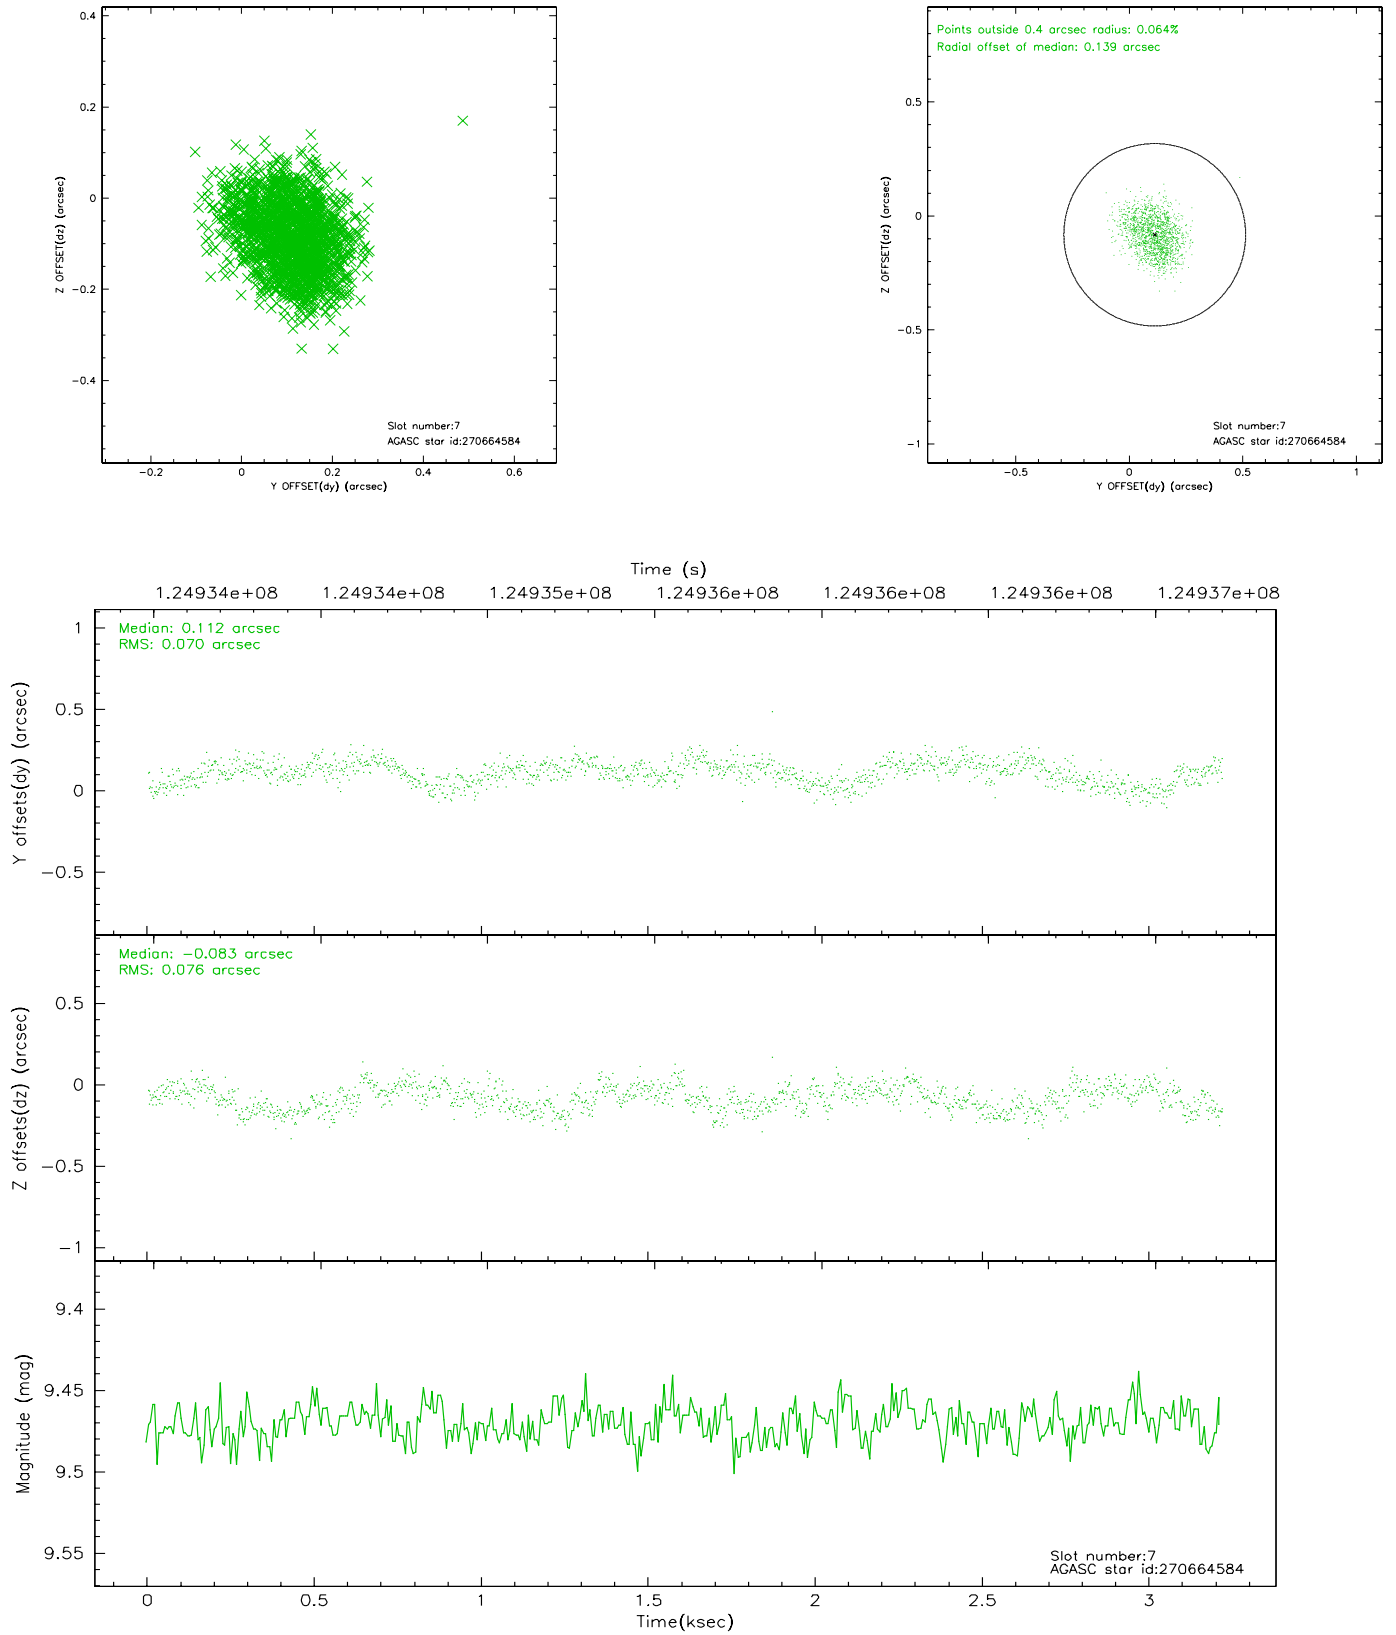 0.4
0.2
0
−0.2
−0.4
Z OFFSET(dz) (arcsec)
Slot number:7
AGASC star id:270664584
−0.2 0 0.2 0.4 0.6
Y OFFSET(dy) (arcsec)
Points outside 0.4 arcsec radius: 0.064%
Radial offset of median: 0.139 arcsec
0.5
0
−0.5
−1
Z OFFSET(dz) (arcsec)
Slot number:7
AGASC star id:270664584
−0.5 0 0.5 1
Y OFFSET(dy) (arcsec)
Time (s)
1.24934e+08 1.24934e+08 1.24935e+08 1.24936e+08 1.24936e+08 1.24936e+08 1.24937e+08
Median: 0.112 arcsec
RMS: 0.070 arcsec
1
0.5
0
−0.5
Y offsets(dy) (arcsec)
Median: −0.083 arcsec
RMS: 0.076 arcsec
0.5
0
−0.5
−1
Z offsets(dz) (arcsec)
9.4
9.45
9.5
9.55
Magnitude (mag)
Slot number:7
AGASC star id:270664584
0 0.5 1 1.5 2 2.5 3
Time(ksec)